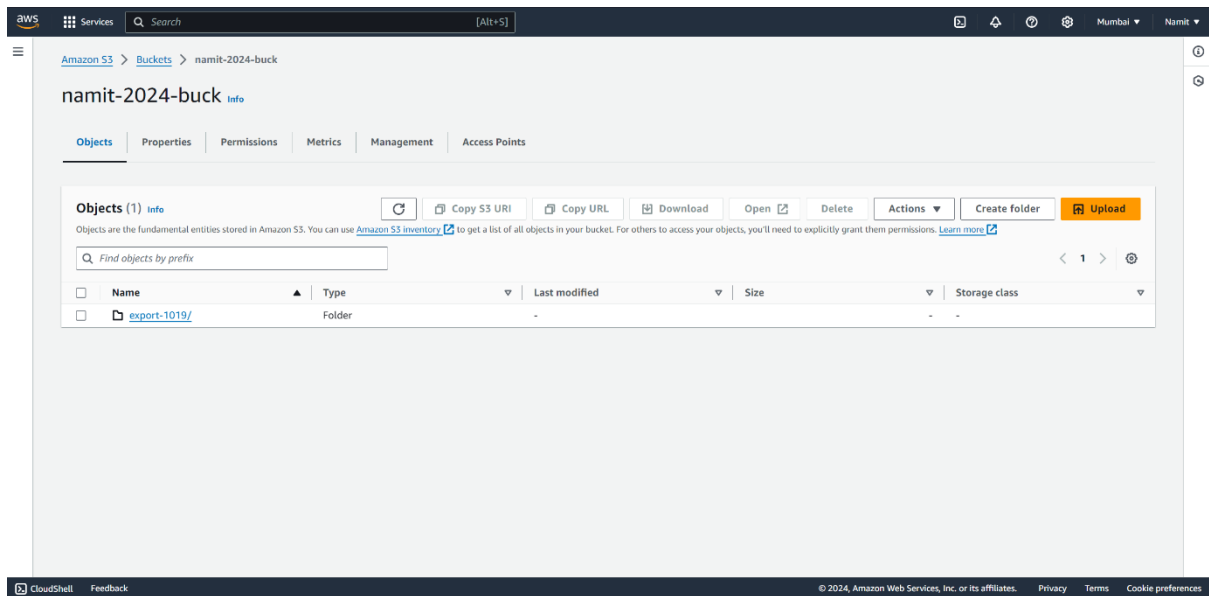 aws Services Search [Alt+S] Mumbai ▼ Namit ▼
Amazon S3 > Buckets > namit-2024-buck
namit-2024-buck Info
Objects Properties Permissions Metrics Management Access Points
Objects (1) Info Copy S3 URI Copy URL Download Open Delete Actions ▼ Create folder Upload
Objects are the fundamental entities stored in Amazon S3. You can use Amazon S3 inventory to get a list of all objects in your bucket. For others to access your objects, you'll need to explicitly grant them permissions. Learn more
Find objects by prefix < 1 >
Name ▲ Type Last modified Size Storage class
export-1019/ Folder - - -
CloudShell Feedback © 2024, Amazon Web Services, Inc. or its affiliates. Privacy Terms Cookie preferences